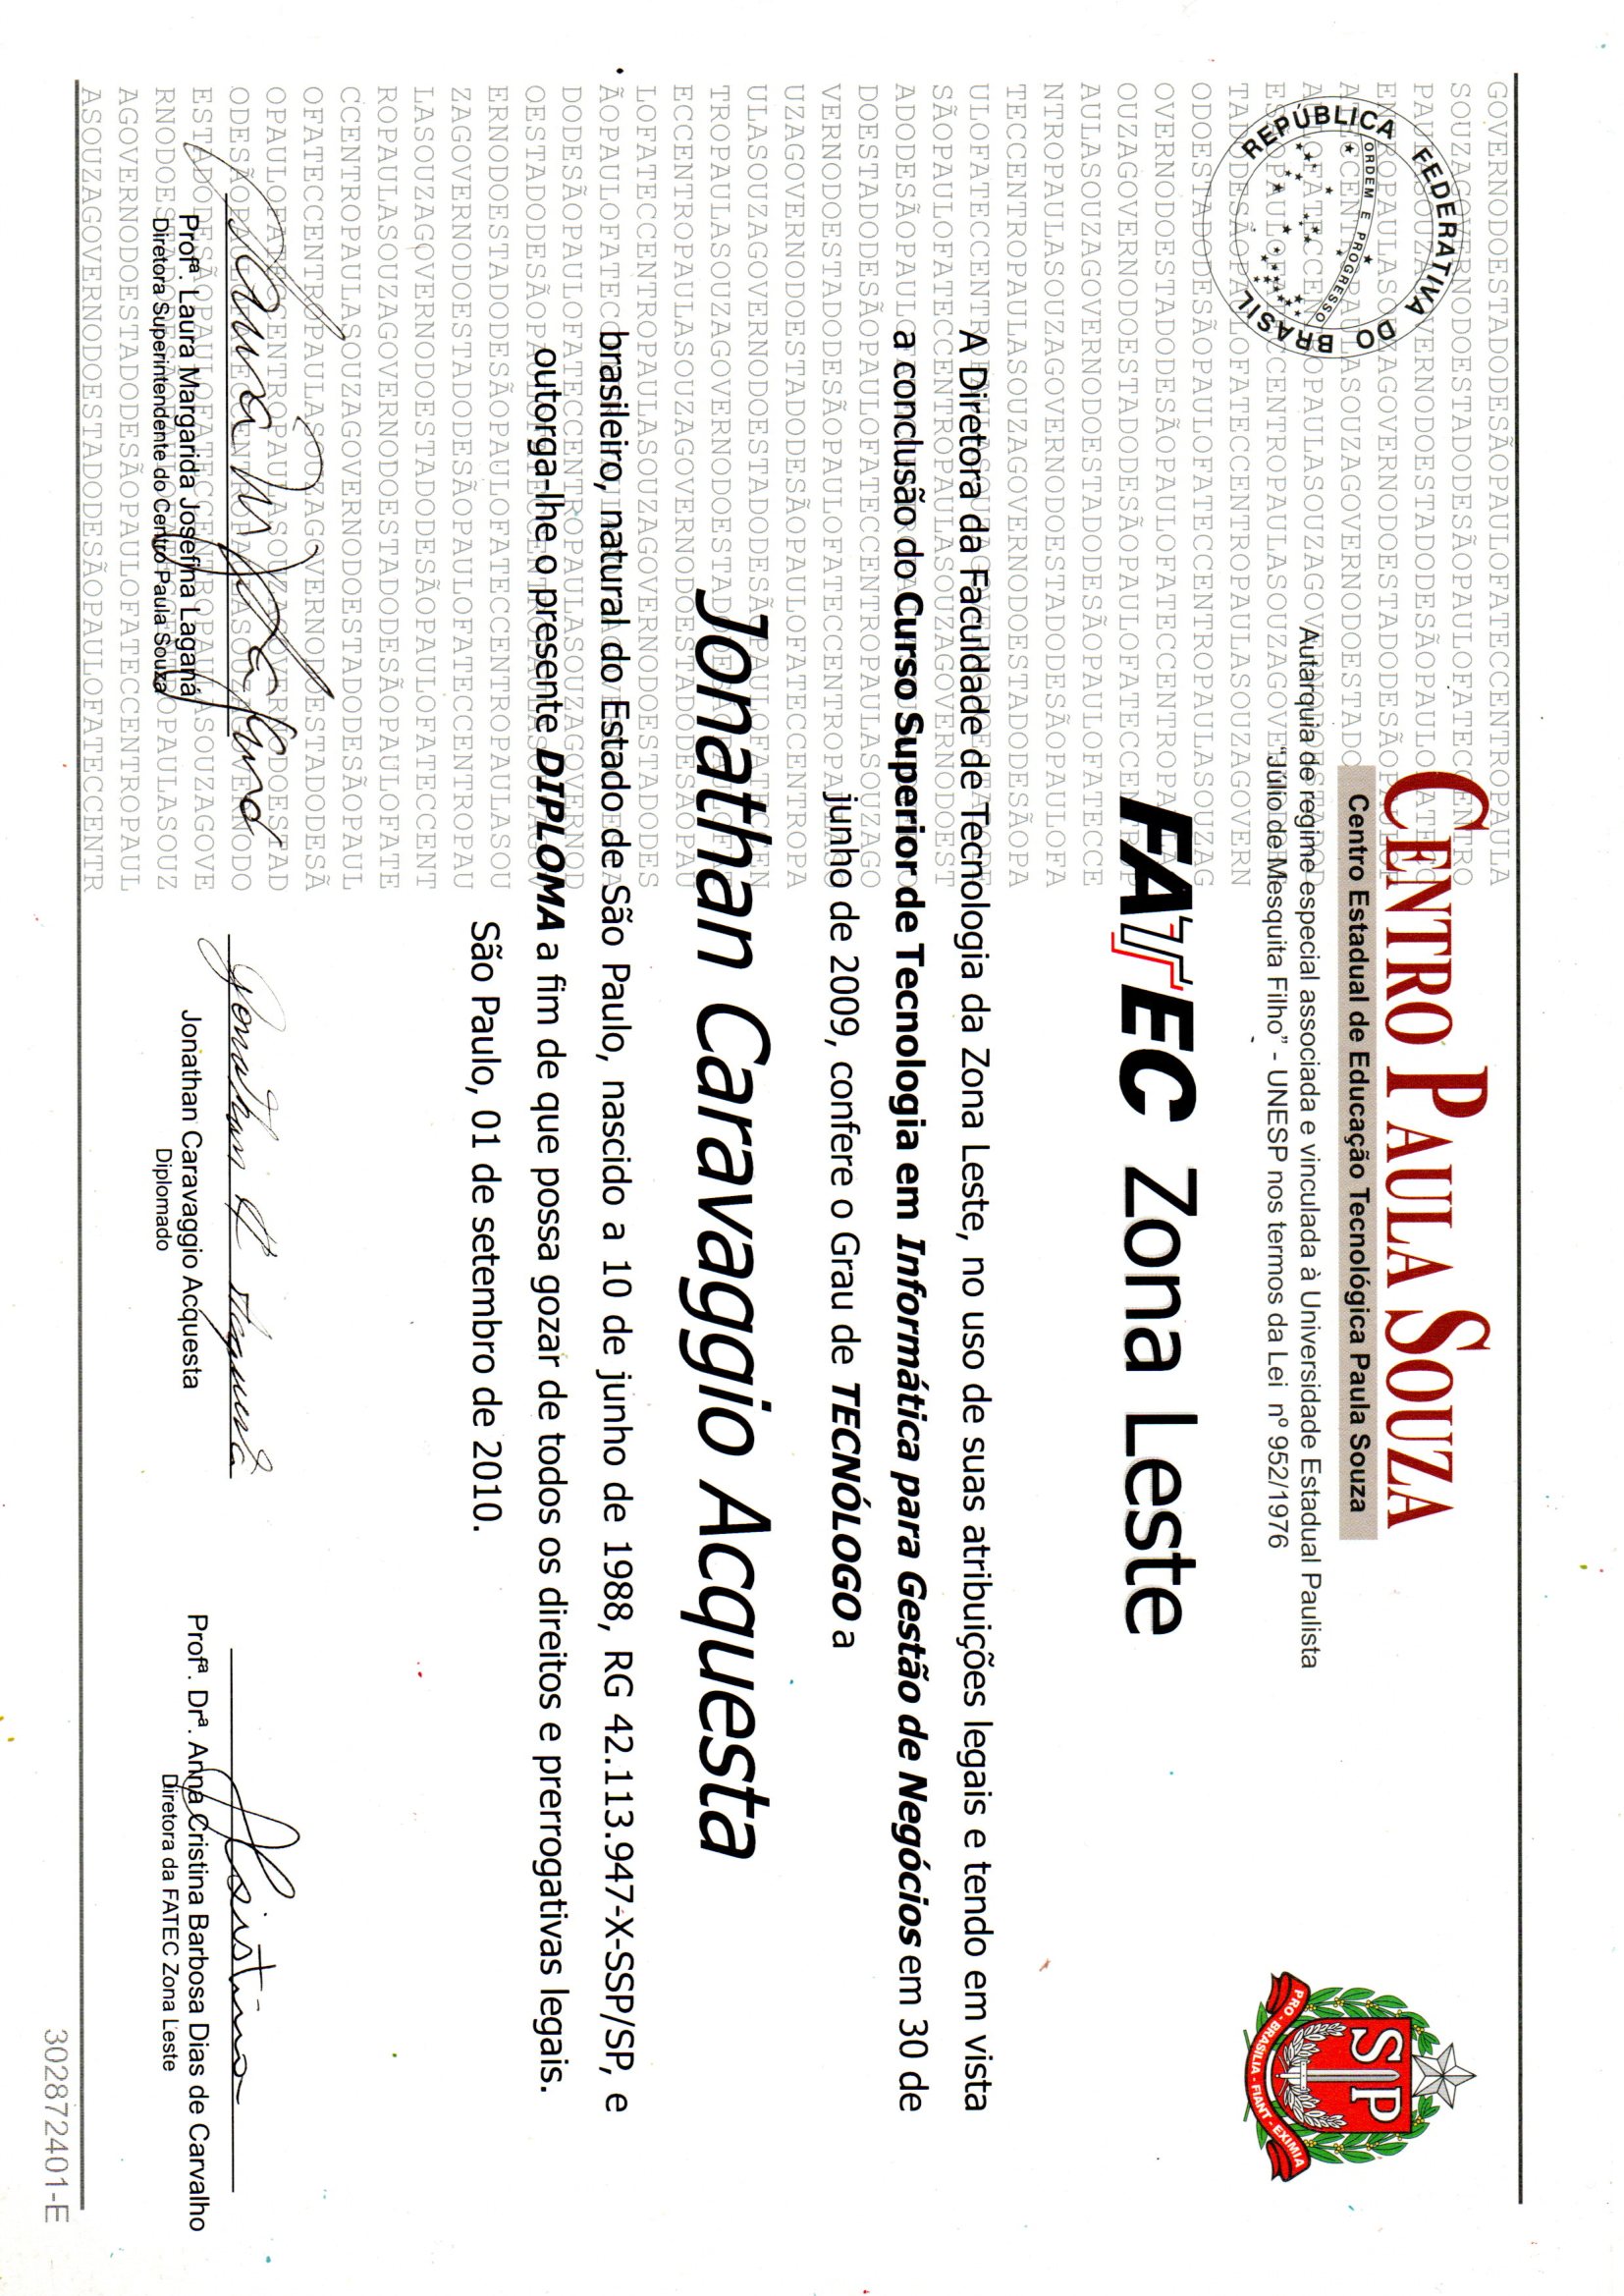 REPÚBLICA FEDERATIVA DO BRASIL
ORDEM E PROGRESSO
CENTRO PAULA SOUZA
Centro Estadual de Educação Tecnológica Paula Souza
Autarquia de regime especial associada e vinculada à Universidade Estadual Paulista
“Júlio de Mesquita Filho” - UNESP nos termos da Lei nº 952/1976
SP
PRO - BRASILIA - FIANT - EXIMIA
FATEC Zona Leste
A Diretora da Faculdade de Tecnologia da Zona Leste, no uso de suas atribuições legais e tendo em vista
a conclusão do Curso Superior de Tecnologia em Informática para Gestão de Negócios em 30 de
junho de 2009, confere o Grau de TECNÓLOGO a
Jonathan Caravaggio Acquesta
brasileiro, natural do Estado de São Paulo, nascido a 10 de junho de 1988, RG 42.113.947-X-SSP/SP, e
outorga-lhe o presente DIPLOMA a fim de que possa gozar de todos os direitos e prerrogativas legais.
São Paulo, 01 de setembro de 2010.
Profª. Laura Margarida Josefina Laganá
Diretora Superintendente do Centro Paula Souza
Jonathan Caravaggio Acquesta
Diplomado
Profª. Drª. Anna Cristina Barbosa Dias de Carvalho
Diretora da FATEC Zona Leste
302872401-E